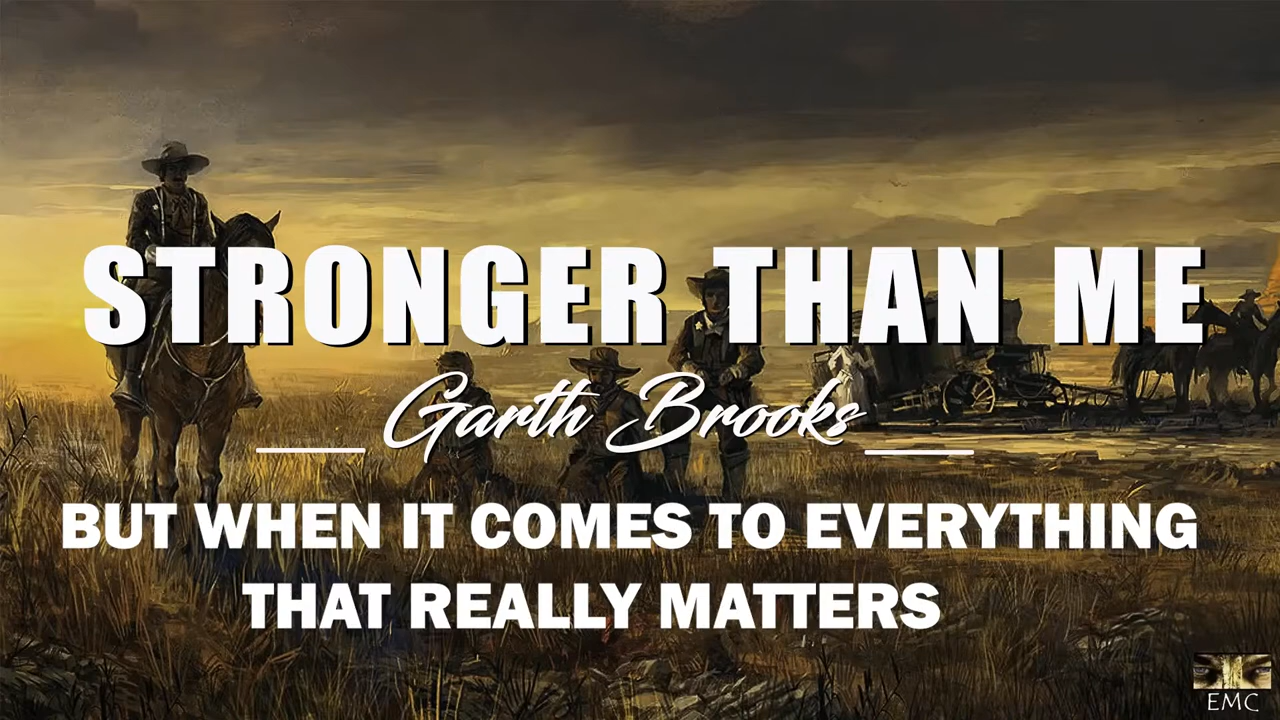 STRONGER THAN ME
Garth Brooks
BUT WHEN IT COMES TO EVERYTHING
THAT REALLY MATTERS
EMC